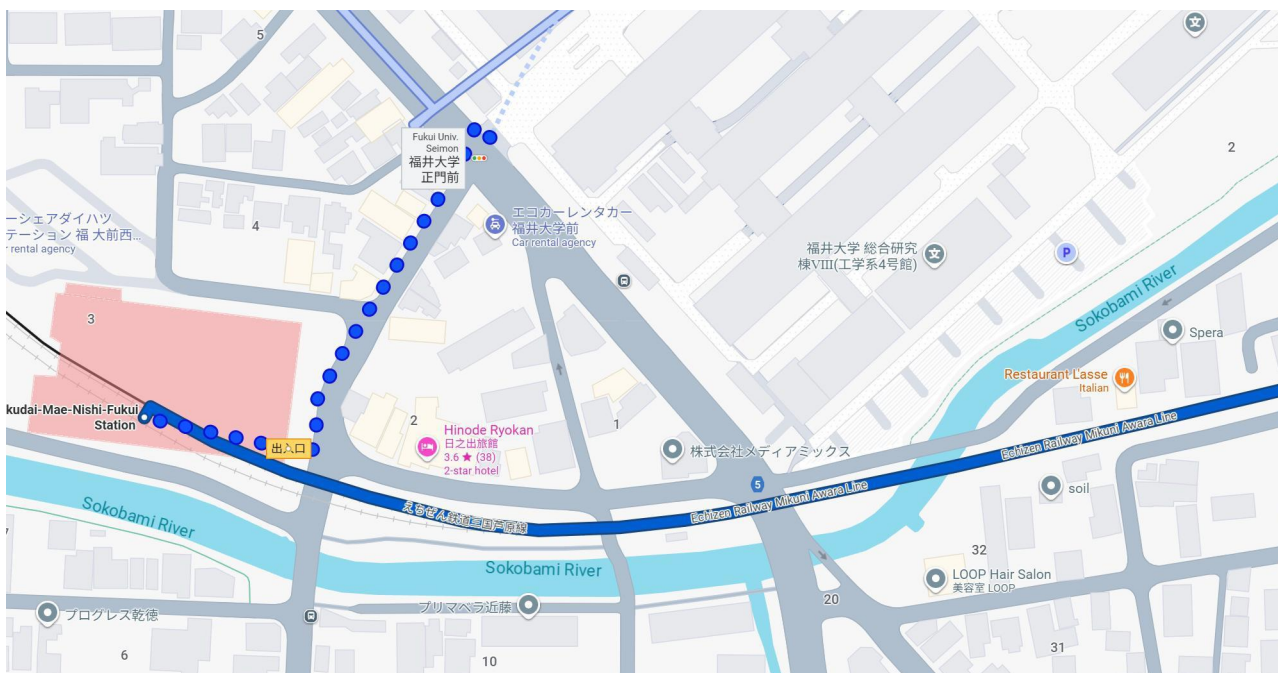 5
Fukui Univ.
Seimon
福井大学
正門前
2
エコカーレンタカー
福井大学前
Car rental agency
ーシェアダイハツ
テーション 福 大前西...
rental agency
4
福井大学 総合研究
棟VIII(工学系4号館)
P
Sokobami River
3
Spera
Restaurant L'asse
Italian
kudai-Mae-Nishi-Fukui
Station
出入口
2
Hinode Ryokan
日之出旅館
3.6 ★ (38)
2-star hotel
1
株式会社メディアミックス
5
Echizen Railway Mikuni Awara Line
Echizen Railway Mikuni Awara Line
soil
えちぜん鉄道三国芦原線
Sokobami River
Sokobami River
32
LOOP Hair Salon
美容室 LOOP
プログレス乾徳
プリマベラ近藤
20
31
6
10
文
文